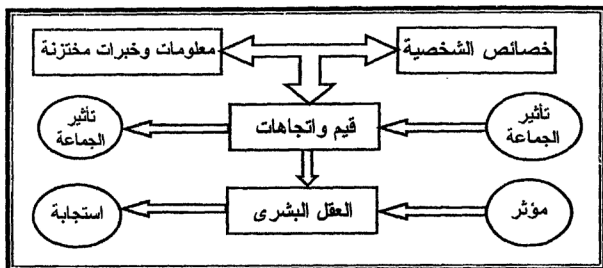 خصائص الشخصية
معلومات وخبرات مختزنة
تأثير
الجماعة
قيم واتجاهات
تأثير
الجماعة
مؤثر
العقل البشرى
استجابة